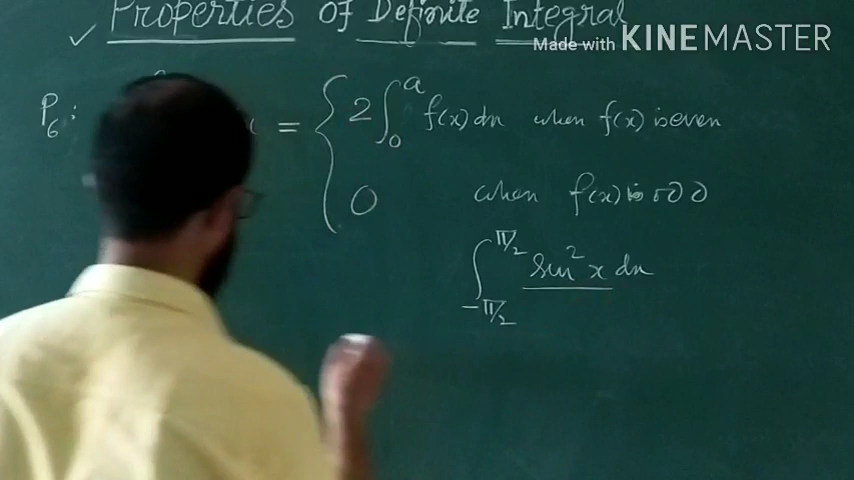 ✓ Properties of Definite Integral
Made with KINEMASTER
P₆: = { 2∫₀ᵃ f(x) dx when f(x) is even
0 when f(x) is odd
∫_{-π/2}^{π/2} sin² x dx